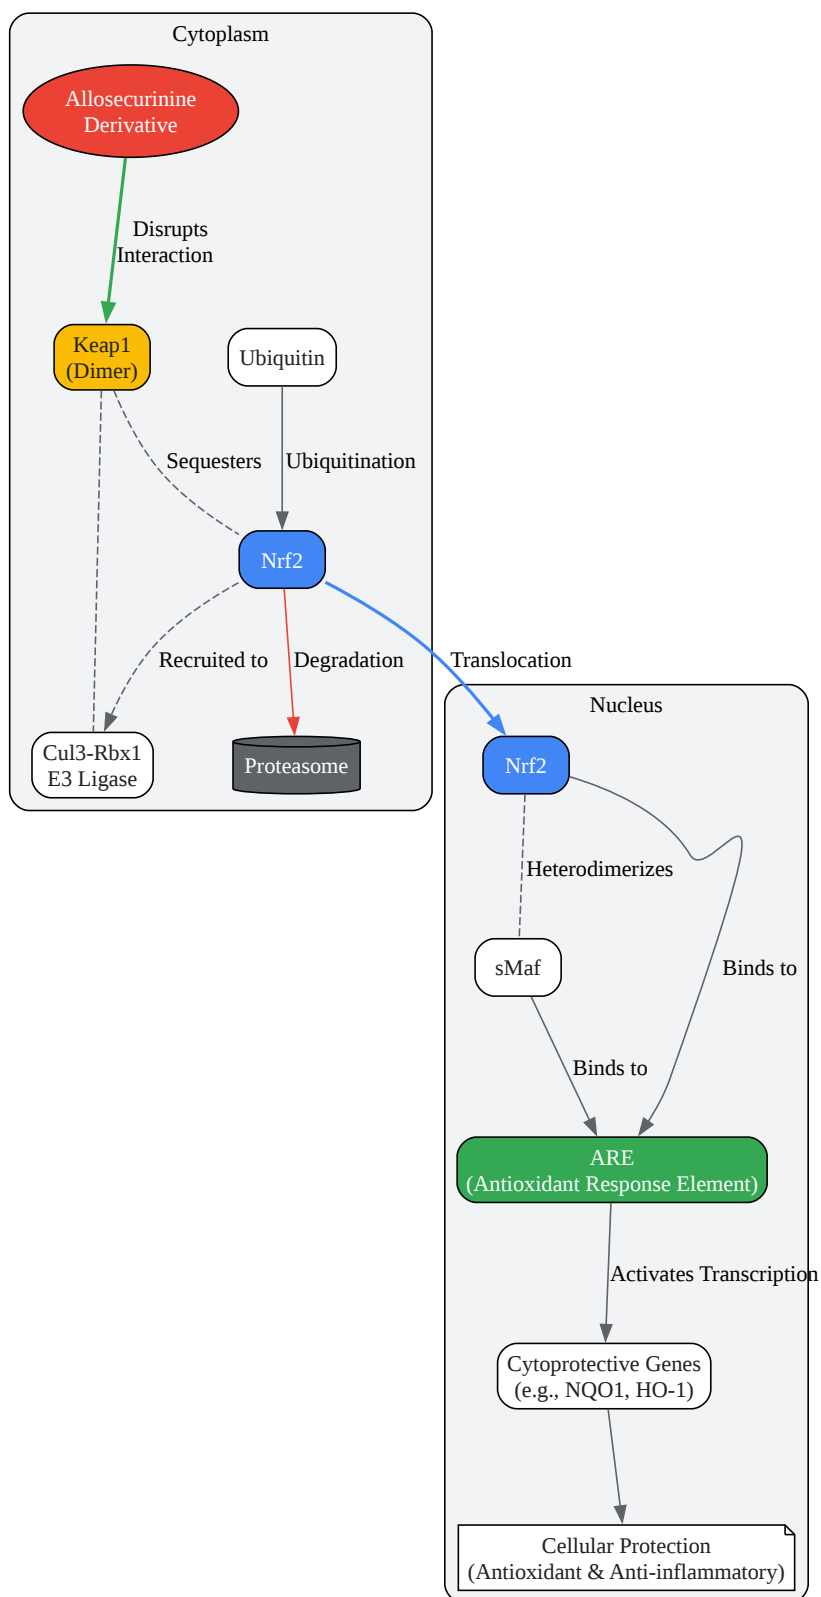 Cytoplasm
Allosecurinine
Derivative
Disrupts
Interaction
Keap1
(Dimer)
Ubiquitin
Sequesters
Ubiquitination
Nrf2
Recruited to
Degradation
Translocation
Cul3-Rbx1
E3 Ligase
Proteasome
Nucleus
Nrf2
Heterodimerizes
sMaf
Binds to
Binds to
ARE
(Antioxidant Response Element)
Activates Transcription
Cytoprotective Genes
(e.g., NQO1, HO-1)
Cellular Protection
(Antioxidant & Anti-inflammatory)